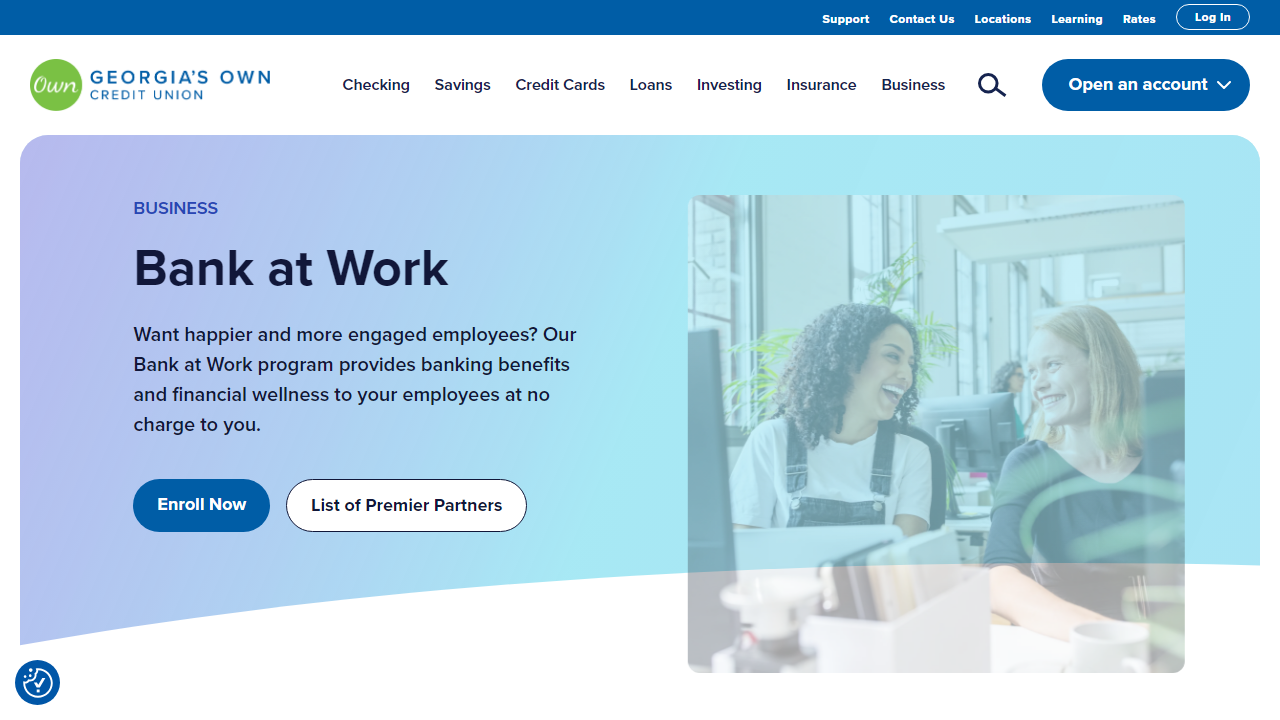 Support Contact Us Locations Learning Rates Log In
Own GEORGIA'S OWN
CREDIT UNION
Checking Savings Credit Cards Loans Investing Insurance Business
Open an account
BUSINESS
Bank at Work
Want happier and more engaged employees? Our
Bank at Work program provides banking benefits
and financial wellness to your employees at no
charge to you.
Enroll Now List of Premier Partners